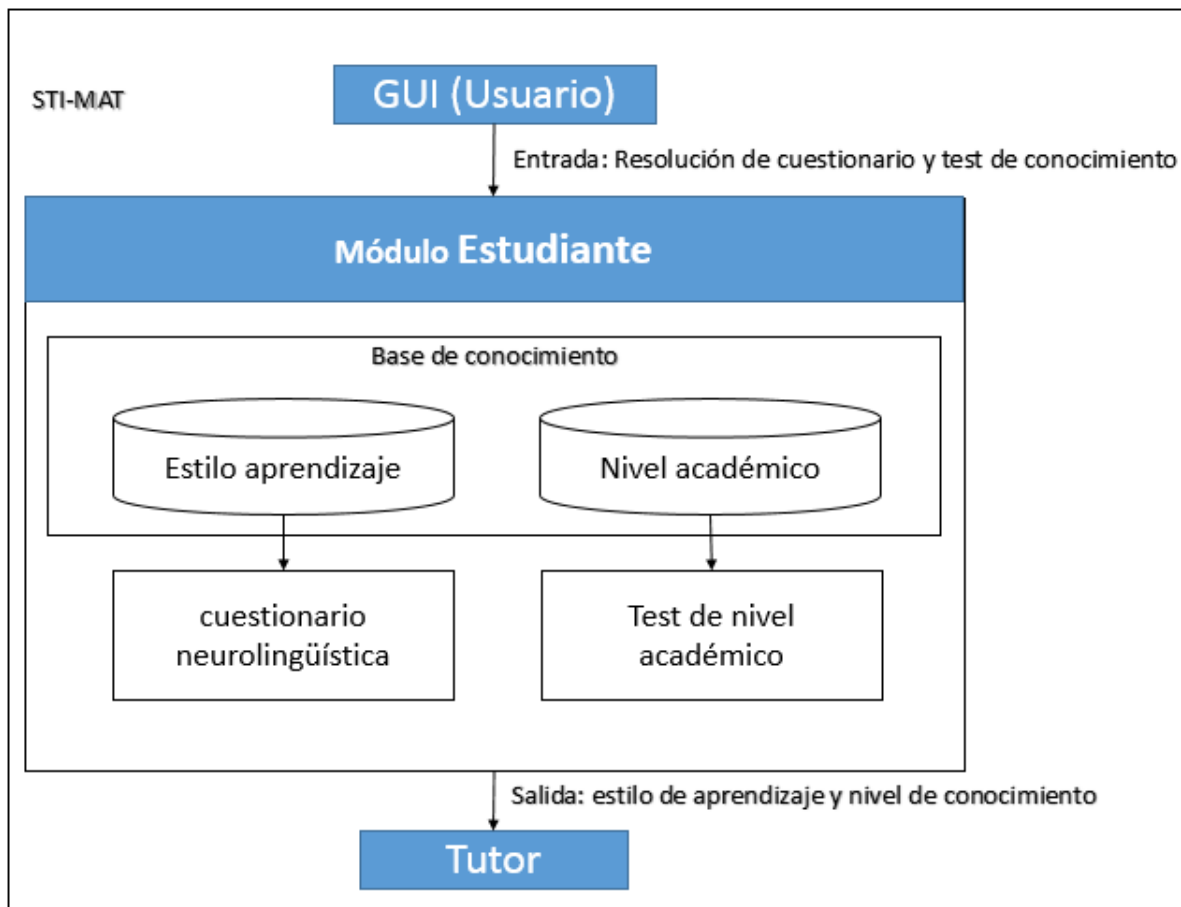 GUI (Usuario)
STI-MAT
Entrada: Resolución de cuestionario y test de conocimiento
Módulo Estudiante
Base de conocimiento
Estilo aprendizaje
Nivel académico
cuestionario
neurolingüística
Test de nivel
académico
Salida: estilo de aprendizaje y nivel de conocimiento
Tutor